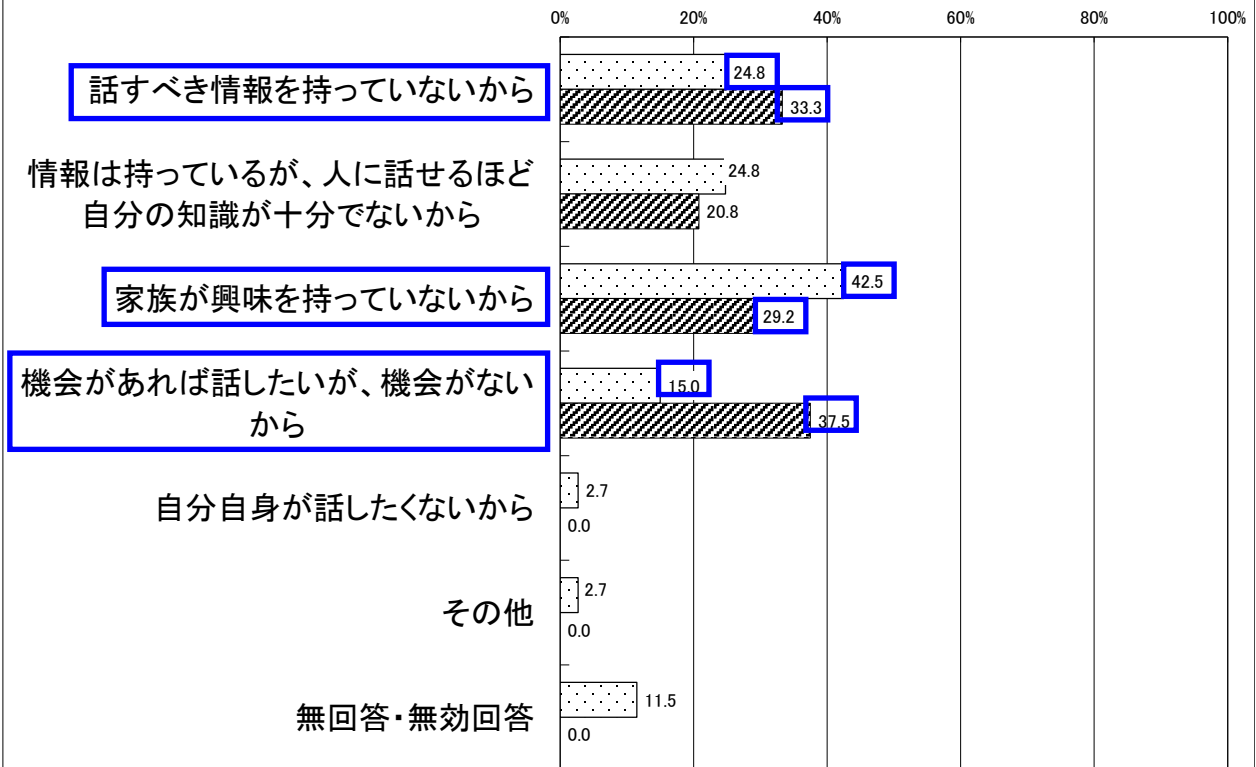 0% 20% 40% 60% 80% 100%
話すべき情報を持っていないから
24.8
33.3
情報は持っているが、人に話せるほど
自分の知識が十分でないから
24.8
20.8
家族が興味を持っていないから
42.5
29.2
機会があれば話したいが、機会がない
から
15.0
37.5
自分自身が話したくないから
2.7
0.0
その他
2.7
0.0
無回答・無効回答
11.5
0.0